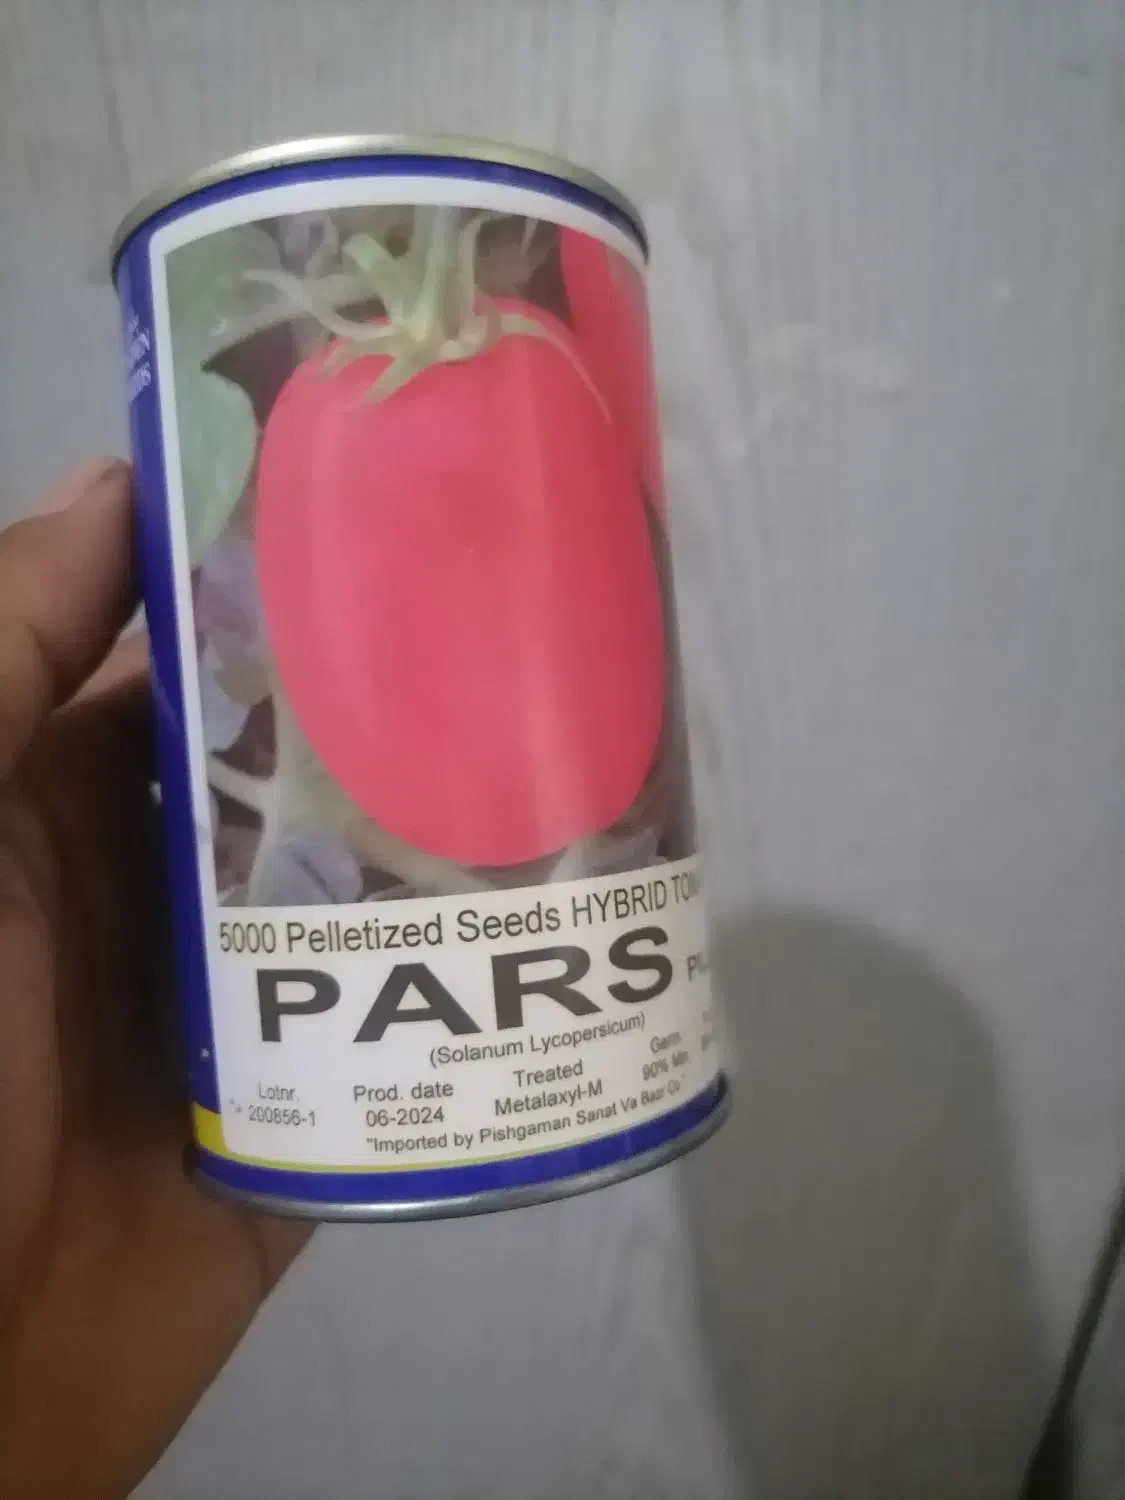 5000 Pelletized Seeds HYBRID
PARS
(Solanum Lycopersicum)
Lotnr. Prod. date Treated Germ.
200856-1 06-2024 Metalaxyl-M 90% Min
"Imported by Pishgaman Sanat Va Bazr Co"